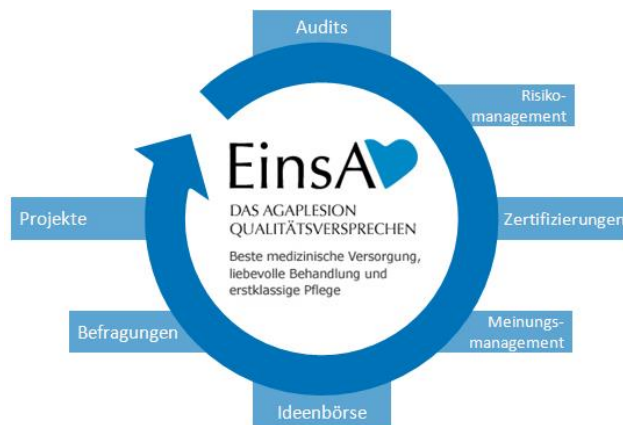 Audits
Risiko-
management
Zertifizierungen
Meinungs-
management
Ideenbörse
Befragungen
Projekte
EinsA
DAS AGAPLESION
QUALITÄTSVERSPRECHEN
Beste medizinische Versorgung,
liebevolle Behandlung und
erstklassige Pflege